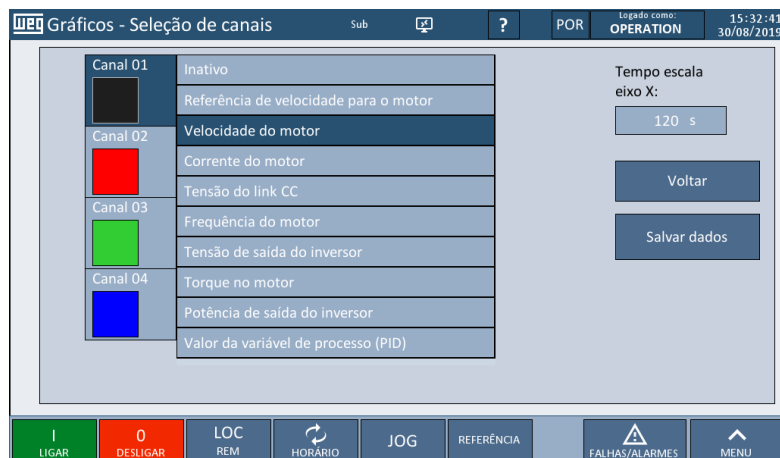 WEG Gráficos - Seleção de canais
Sub
?
POR
Logado como:
OPERATION
15:32:41
30/08/2019
Canal 01
Canal 02
Canal 03
Canal 04
Inativo
Referência de velocidade para o motor
Velocidade do motor
Corrente do motor
Tensão do link CC
Frequência do motor
Tensão de saída do inversor
Torque no motor
Potência de saída do inversor
Valor da variável de processo (PID)
Tempo escala
eixo X:
120 s
Voltar
Salvar dados
I
LIGAR
0
DESLIGAR
LOC
REM
HORÁRIO
JOG
REFERÊNCIA
FALHAS/ALARMES
MENU